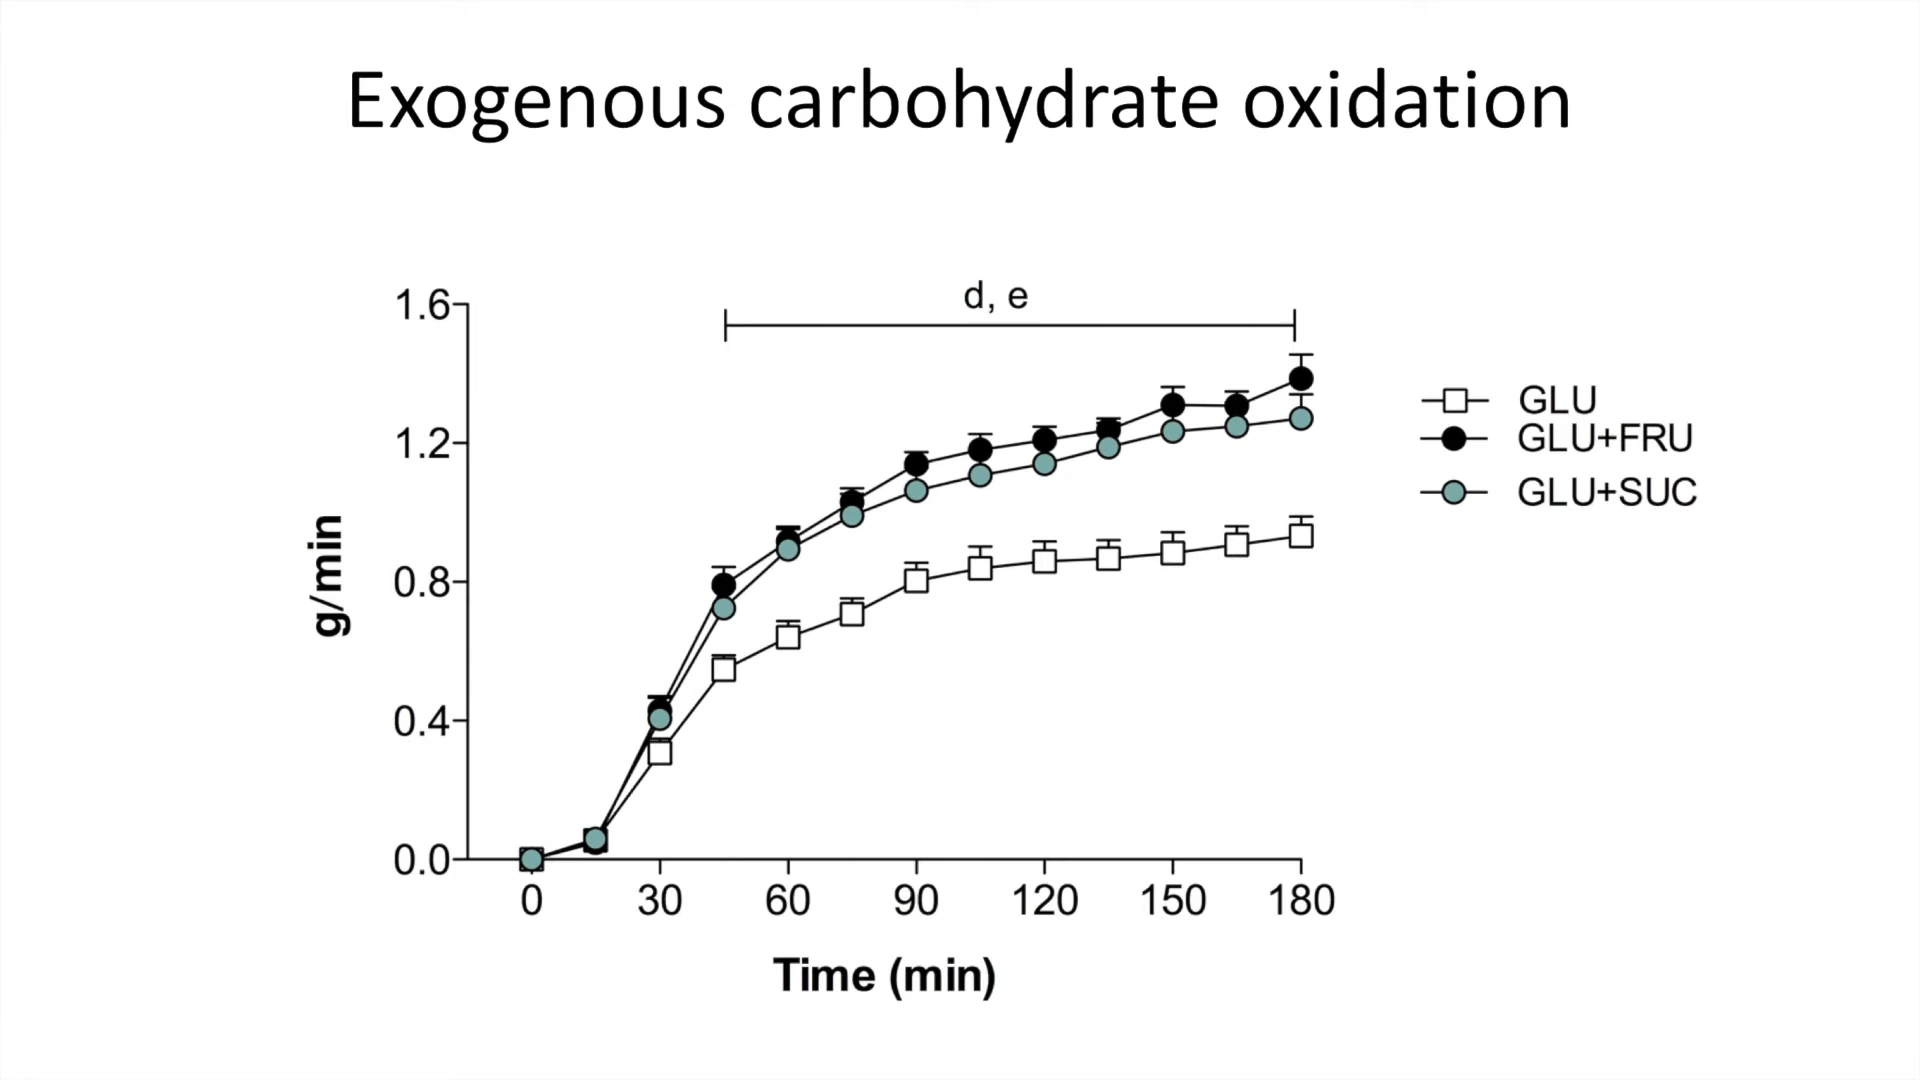 Exogenous carbohydrate oxidation
d, e
1.6
1.2
0.8
0.4
0.0
g/min
0 30 60 90 120 150 180
Time (min)
GLU
GLU+FRU
GLU+SUC